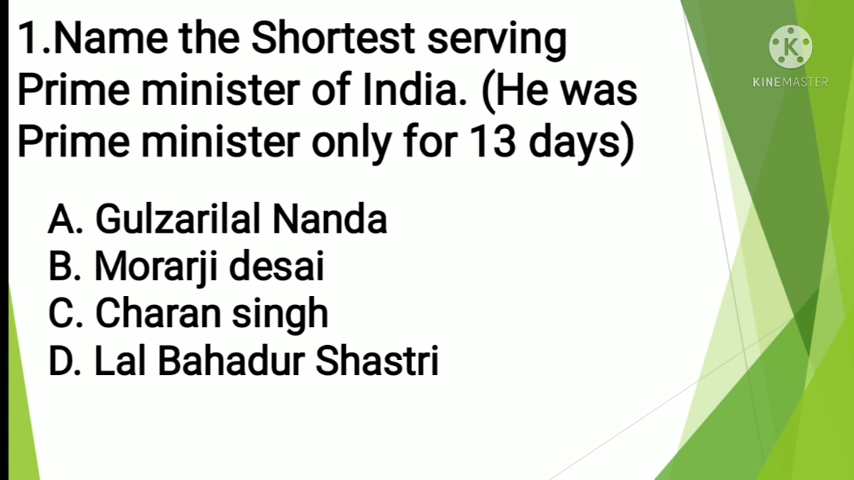 1.Name the Shortest serving
Prime minister of India. (He was
Prime minister only for 13 days)
A. Gulzarilal Nanda
B. Morarji desai
C. Charan singh
D. Lal Bahadur Shastri
K
KINEMASTER